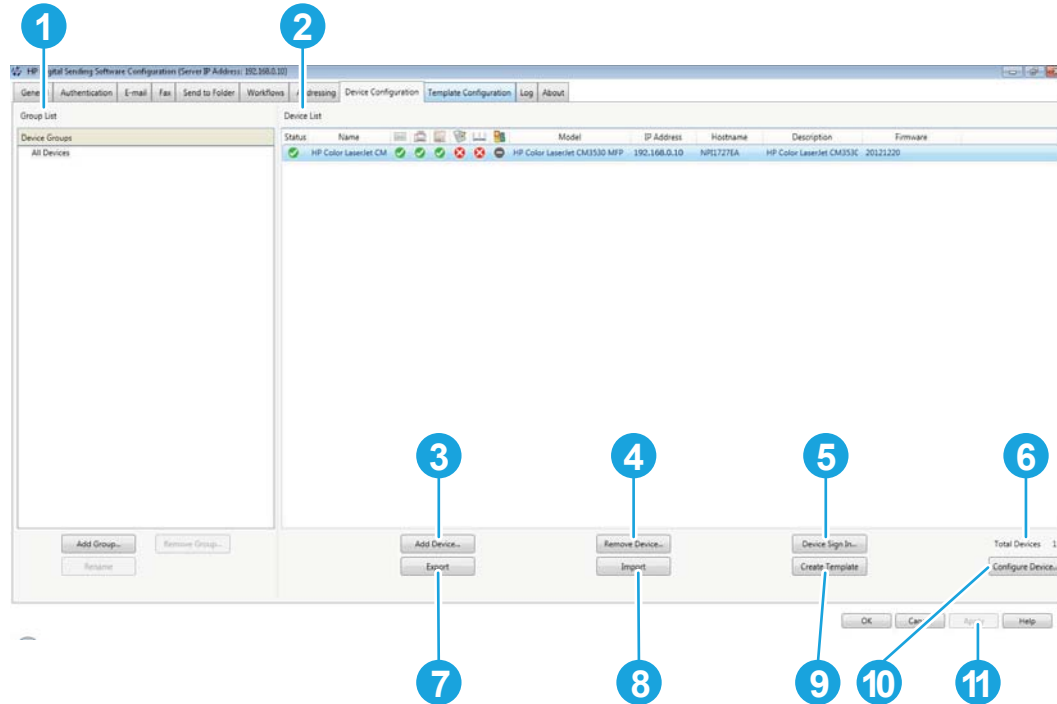 1 2
HP Digital Sending Software Configuration (Server IP Address: 192.168.0.10)
Authentication E-mail Fax Send to Folder Workflows Device Configuration Template Configuration Log About
Group List Device List
Device Groups Status Name Model IP Address Hostname Description Firmware
All Devices HP Color LaserJet CM HP Color LaserJet CM3530 MFP 192.168.0.10 NPI1727EA HP Color LaserJet CM353C 20121220
3 4 5 6
Add Group... Remove Group... Add Device... Remove Device... Device Sign In... Total Devices 1
Rename Export Import Create Template Configure Device...
OK Help
7 8 9 10 11